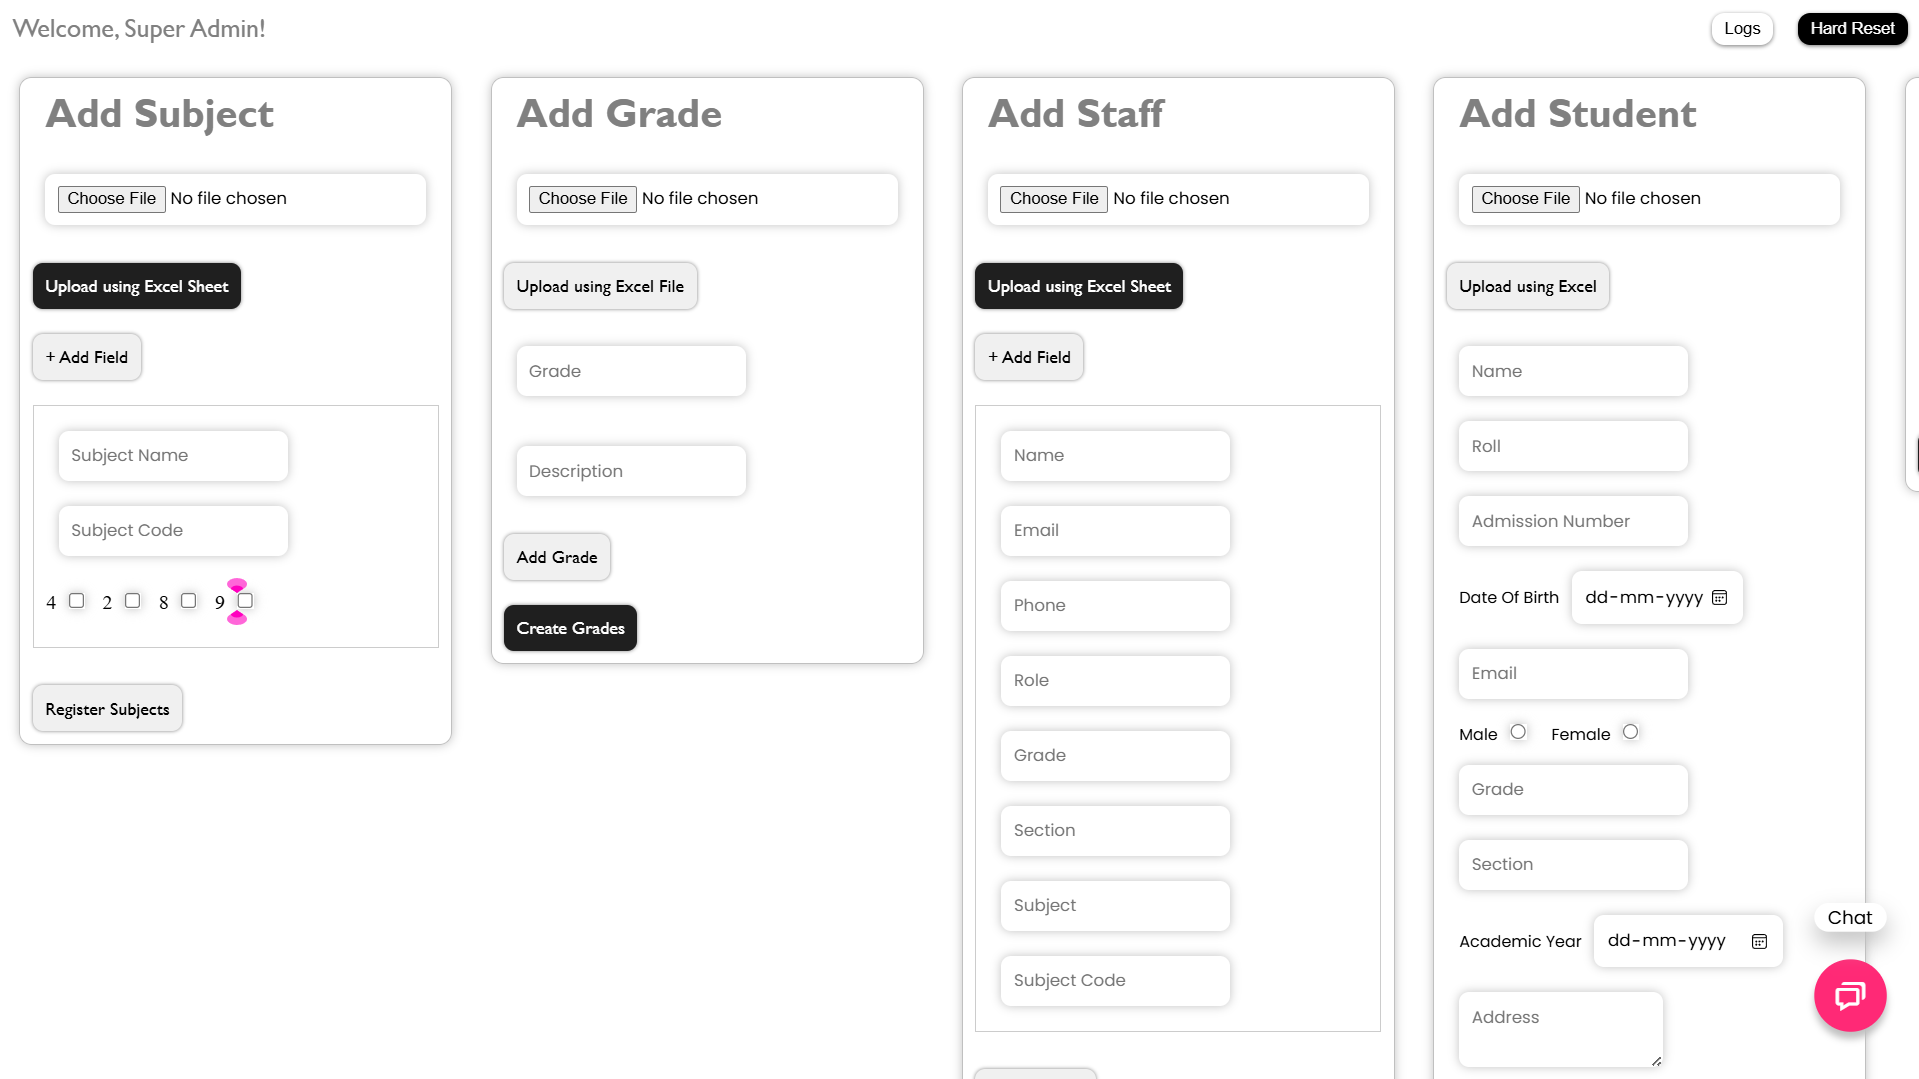 Welcome, Super Admin!
Logs
Hard Reset
Add Subject
Choose File No file chosen
Upload using Excel Sheet
+ Add Field
Subject Name
Subject Code
4 2 8 9
Register Subjects
Add Grade
Choose File No file chosen
Upload using Excel File
Grade
Description
Add Grade
Create Grades
Add Staff
Choose File No file chosen
Upload using Excel Sheet
+ Add Field
Name
Email
Phone
Role
Grade
Section
Subject
Subject Code
Add Student
Choose File No file chosen
Upload using Excel
Name
Roll
Admission Number
Date Of Birth dd-mm-yyyy
Email
Male Female
Grade
Section
Academic Year dd-mm-yyyy
Address
Chat